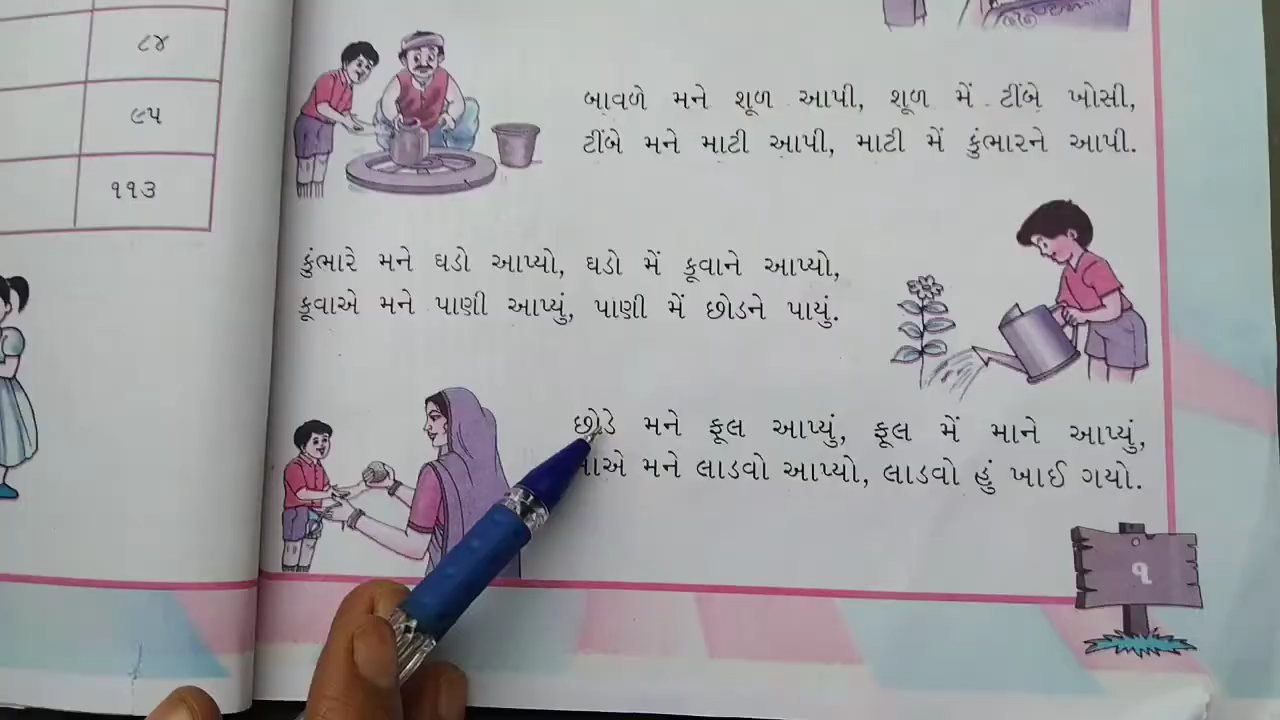 ૮૪
૯૫
૧૧૩
બાવળે મને શૂળ આપી, શૂળ મેં ટીંબે ખોસી,
ટીંબે મને માટી આપી, માટી મેં કુંભારને આપી.
કુંભારે મને ઘડો આપ્યો, ઘડો મેં કૂવાને આપ્યો,
કૂવાએ મને પાણી આપ્યું, પાણી મેં છોડને પાયું.
છોડે મને ફૂલ આપ્યું, ફૂલ મેં માને આપ્યું,
માએ મને લાડવો આપ્યો, લાડવો હું ખાઈ ગયો.
૧